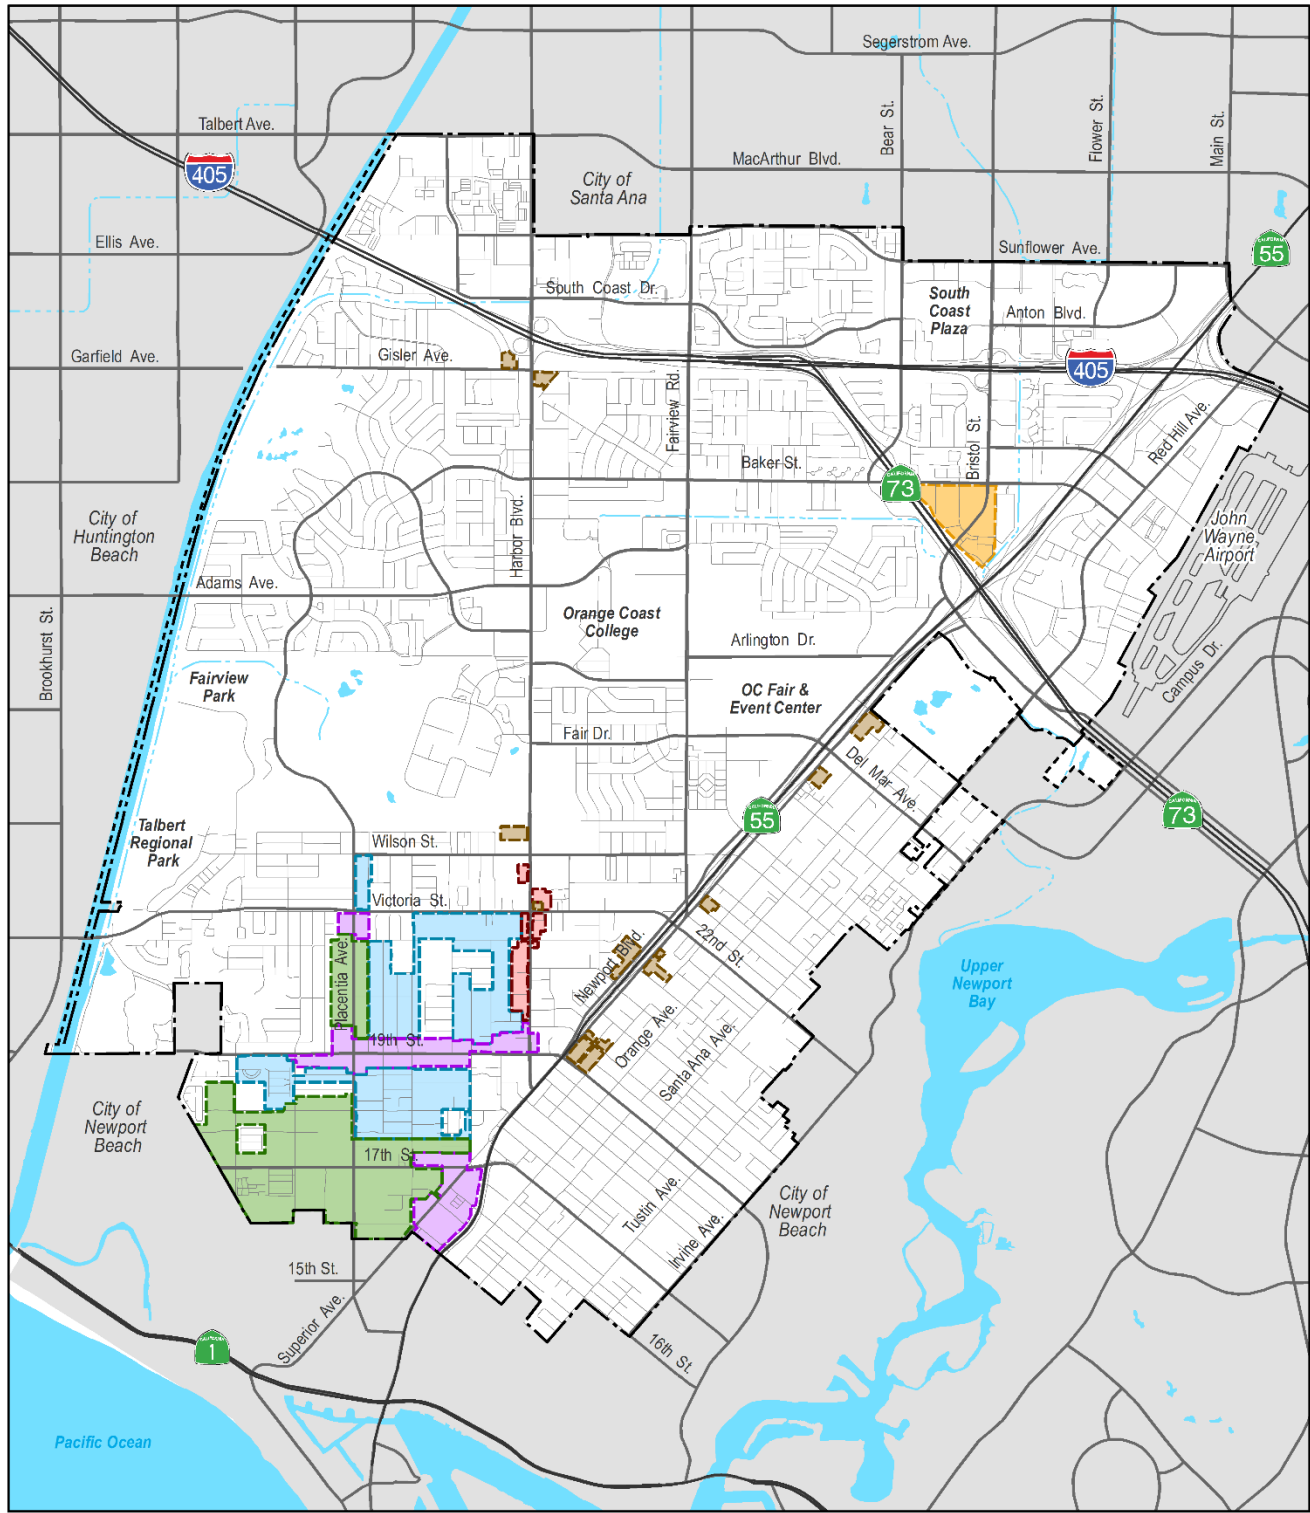 Segerstrom Ave.
Talbert Ave.
Bear St.
Flower St.
Main St.
MacArthur Blvd.
405
City of
Santa Ana
Ellis Ave.
Sunflower Ave.
CALIFORNIA
55
South Coast Dr.
South
Coast
Plaza
Anton Blvd.
Garfield Ave.
Gisler Ave.
405
Fairview Rd.
Red Hill Ave.
Bristol St.
Baker St.
CALIFORNIA
73
City of
Huntington
Beach
Harbor Blvd.
John
Wayne
Airport
Adams Ave.
Orange Coast
College
Arlington Dr.
Brookhurst St.
Fairview
Park
OC Fair &
Event Center
Campus Dr.
Fair Dr.
Del Mar Ave.
CALIFORNIA
55
CALIFORNIA
73
Talbert
Regional
Park
Wilson St.
Victoria St.
Placentia Ave.
Newport Blvd.
22nd St.
Upper
Newport
Bay
19th St.
Orange Ave.
Santa Ana Ave.
City of
Newport
Beach
17th St.
Tustin Ave.
Irvine Ave.
City of
Newport
Beach
15th St.
Superior Ave.
16th St.
CALIFORNIA
1
Pacific Ocean